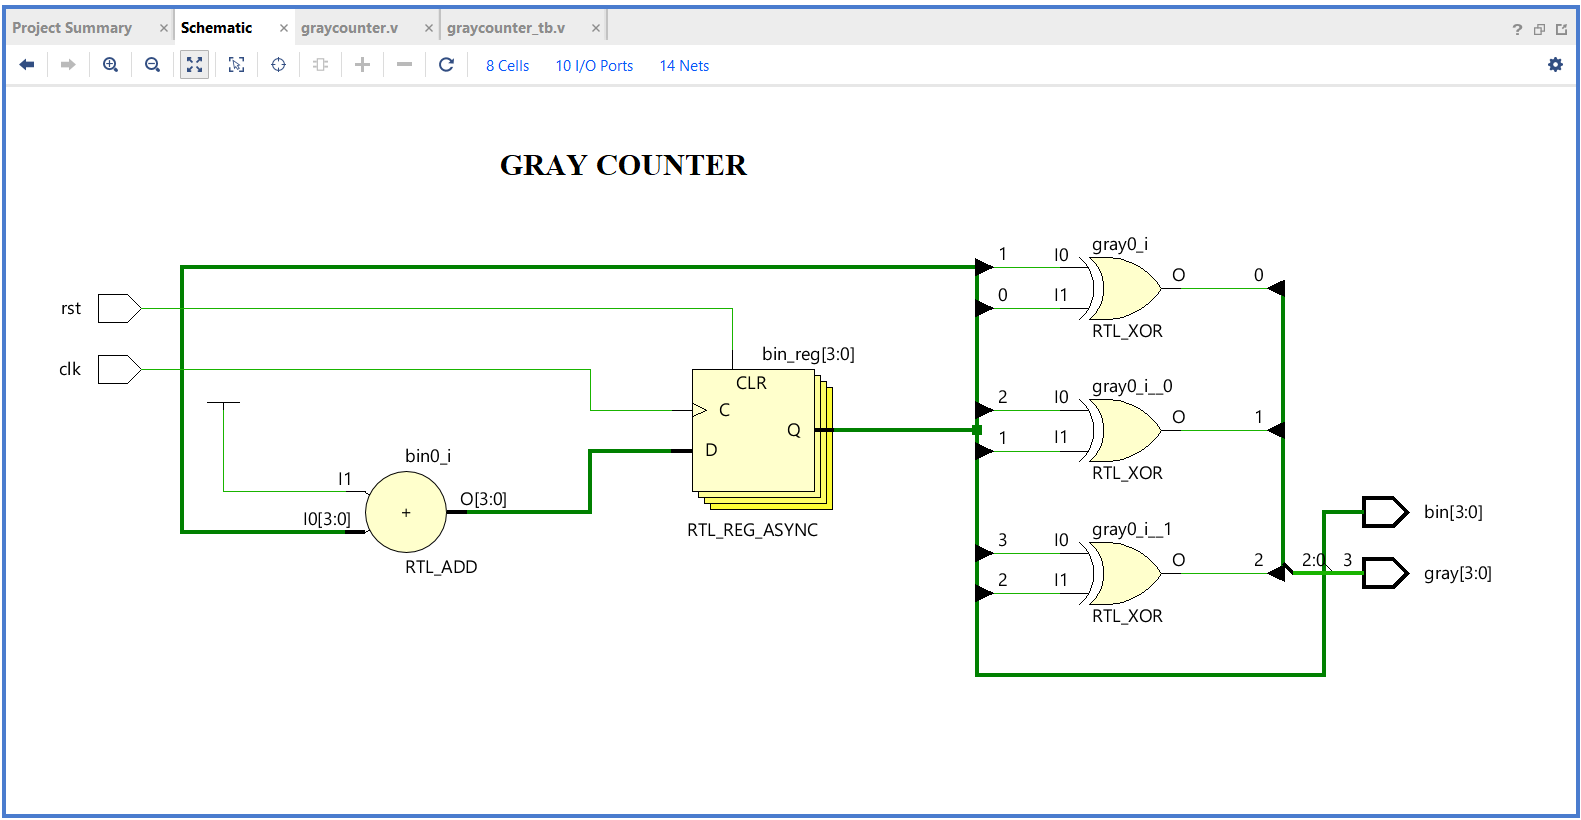 Project Summary × Schematic × graycounter.v × graycounter_tb.v × ?
8 Cells 10 I/O Ports 14 Nets
GRAY COUNTER
rst
clk
bin0_i
I1
I0[3:0]
+
O[3:0]
RTL_ADD
bin_reg[3:0]
CLR
C
Q
D
RTL_REG_ASYNC
gray0_i
1 I0 O 0
0 I1
RTL_XOR
gray0_i__0
2 I0 O 1
1 I1
RTL_XOR
gray0_i__1
3 I0 O 2 2:0 3
2 I1
RTL_XOR
bin[3:0]
gray[3:0]